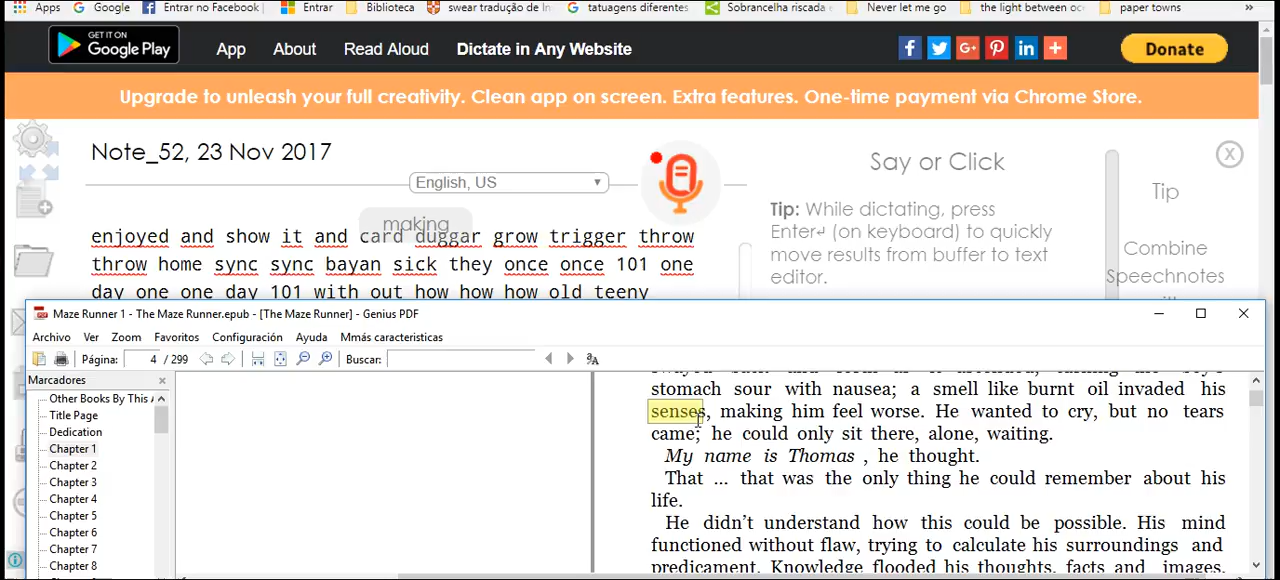 Apps Google Entrar no Facebook Entrar Biblioteca swear tradução de In tatuagens diferentes Sobrancelha riscada Never let me go the light between oc paper towns »
GET IT ON
Google Play App About Read Aloud Dictate in Any Website Donate
Upgrade to unleash your full creativity. Clean app on screen. Extra features. One-time payment via Chrome Store.
Note_52, 23 Nov 2017
English, US
making
enjoyed and show it and card duggar grow trigger throw
throw home sync sync bayan sick they once once 101 one
day one one day 101 with out how how how old teeny
Say or Click
Tip: While dictating, press
Enter↵ (on keyboard) to quickly
move results from buffer to text
editor.
X
Tip
Combine
Speechnotes
Maze Runner 1 - The Maze Runner.epub - [The Maze Runner] - Genius PDF
Archivo Ver Zoom Favoritos Configuración Ayuda Mmás características
Página: 4 / 299 Buscar:
Marcadores
Other Books By This A
Title Page
Dedication
Chapter 1
Chapter 2
Chapter 3
Chapter 4
Chapter 5
Chapter 6
Chapter 7
Chapter 8
stomach sour with nausea; a smell like burnt oil invaded his
senses, making him feel worse. He wanted to cry, but no tears
came; he could only sit there, alone, waiting.
My name is Thomas , he thought.
That ... that was the only thing he could remember about his
life.
He didn't understand how this could be possible. His mind
functioned without flaw, trying to calculate his surroundings and
predicament. Knowledge flooded his thoughts, facts and images,